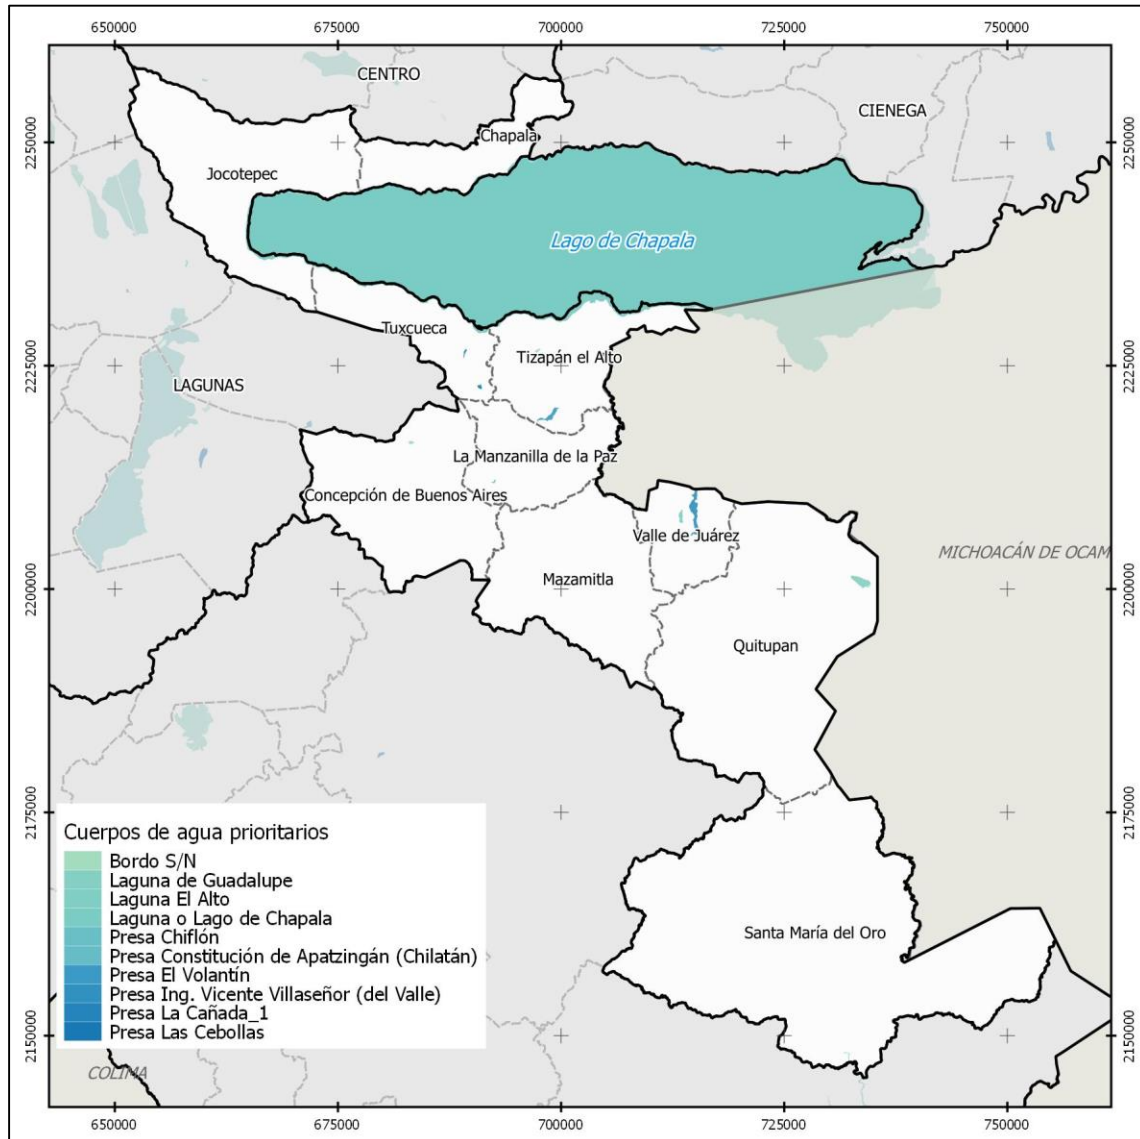 650000 675000 700000 725000 750000
CENTRO
CIENEGA
Chapala
2250000 2250000
Jocotepec
Lago de Chapala
Tuxcueca
Tizapán el Alto
2225000 2225000
LAGUNAS
La Manzanilla de la Paz
Concepción de Buenos Aires
Valle de Juárez
MICHOACÁN DE OCAM
Mazamitla
2200000 2200000
Quitupan
2175000 2175000
Cuerpos de agua prioritarios
Bordo S/N
Laguna de Guadalupe
Laguna El Alto
Laguna o Lago de Chapala
Presa Chiflón
Presa Constitución de Apatzingán (Chilatán)
Presa El Volantín
Presa Ing. Vicente Villaseñor (del Valle)
Presa La Cañada_1
Presa Las Cebollas
Santa María del Oro
2150000 2150000
COLIMA
650000 675000 700000 725000 750000